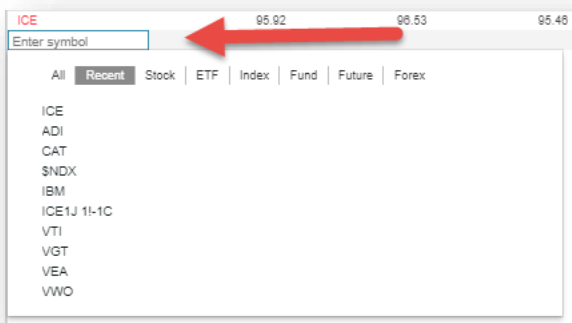 ICE 95.92 96.53 95.46
Enter symbol
All Recent Stock ETF Index Fund Future Forex
ICE
ADI
CAT
$NDX
IBM
ICE1J 1!-1C
VTI
VGT
VEA
VWO